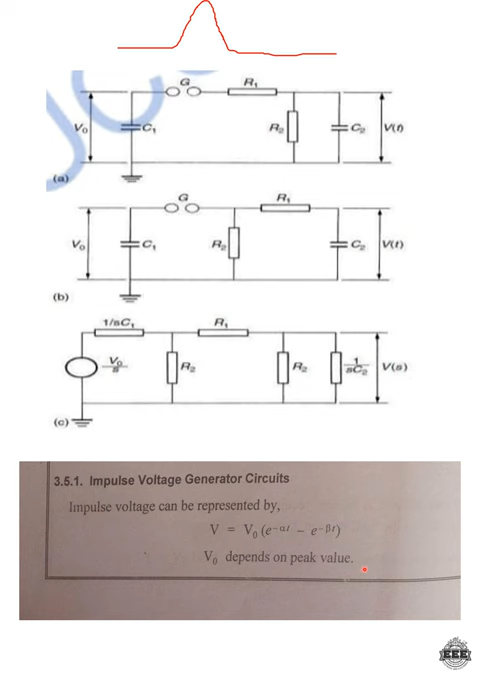 G
R₁
V₀
C₁
R₂
C₂
V(t)
(a)
G
R₁
V₀
C₁
R₂
C₂
V(t)
(b)
1/sC₁
R₁
V₀/s
R₂
R₂
1/sC₂
V(s)
(c)
3.5.1. Impulse Voltage Generator Circuits
Impulse voltage can be represented by,
V = V₀ (e⁻ᵅᵗ − e⁻ᵝᵗ)
V₀ depends on peak value.
EEE